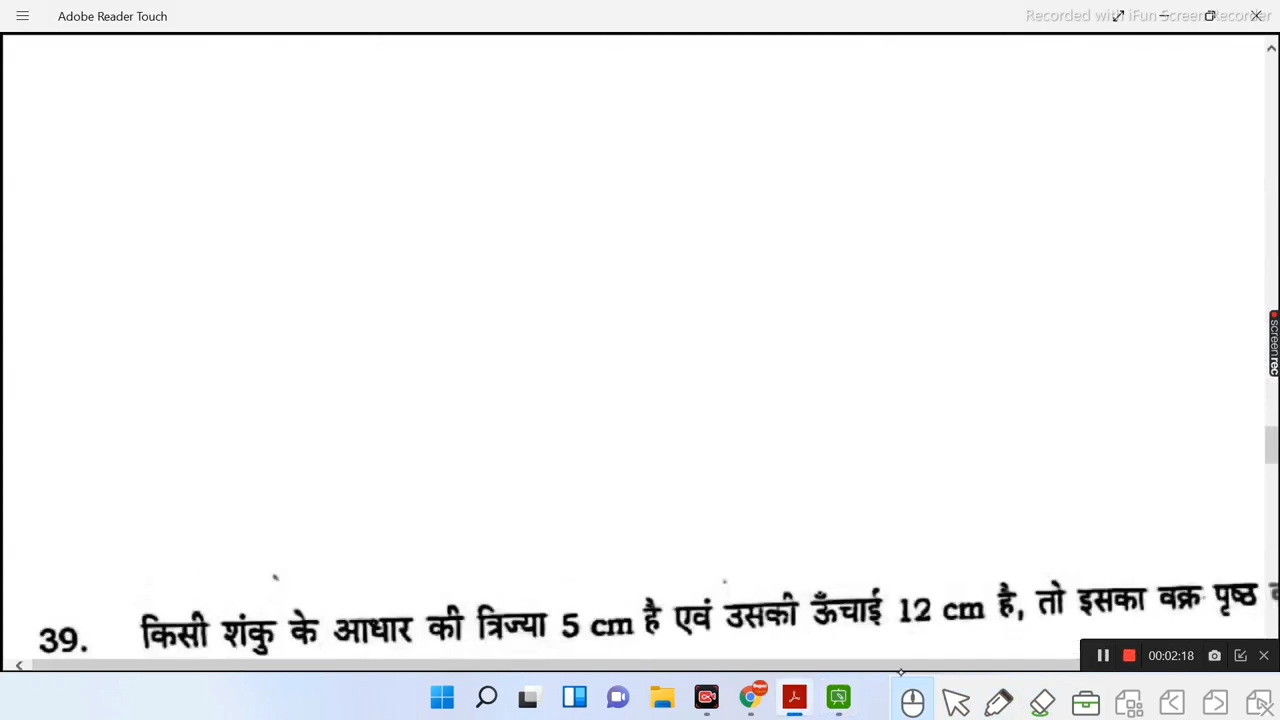 Adobe Reader Touch
Recorded with iFun Screen Recorder
screenrec
39. किसी शंकु के आधार की त्रिज्या 5 cm है एवं उसकी ऊँचाई 12 cm है, तो इसका वक्र पृष्ठ
00:02:18